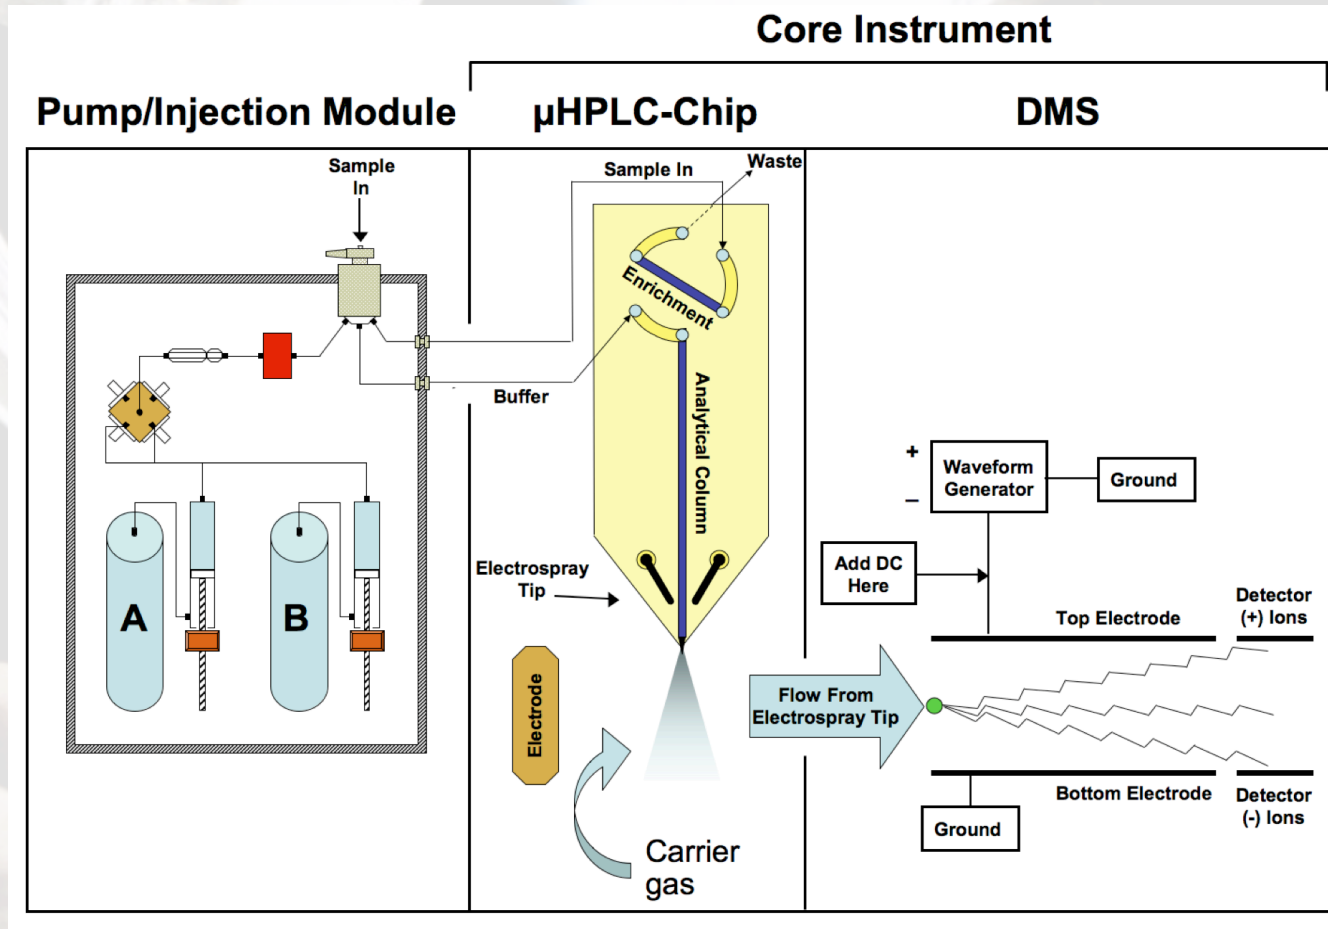 Core Instrument
Pump/Injection Module
µHPLC-Chip
DMS
Sample
In
Sample In
Waste
Enrichment
Buffer
Analytical Column
Electrospray
Tip
Electrode
Carrier
gas
A
B
+
–
Waveform
Generator
Ground
Add DC
Here
Top Electrode
Detector
(+) Ions
Flow From
Electrospray Tip
Bottom Electrode
Detector
(-) Ions
Ground